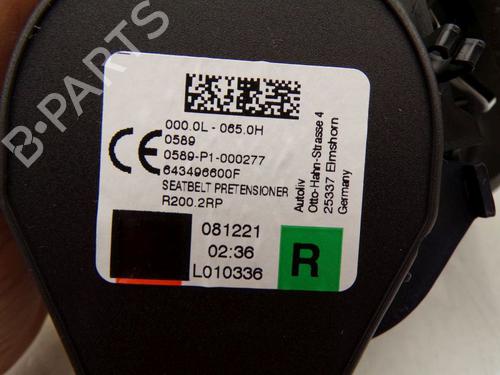 B-PARTS
000.0L - 065.0H
0589
0589-P1-000277
643496600F
SEATBELT PRETENSIONER
R200.2RP
CE
Autoliv
Otto-Hahn-Strasse 4
25337 Elmshorn
Germany
081221
02:36
L010336
R